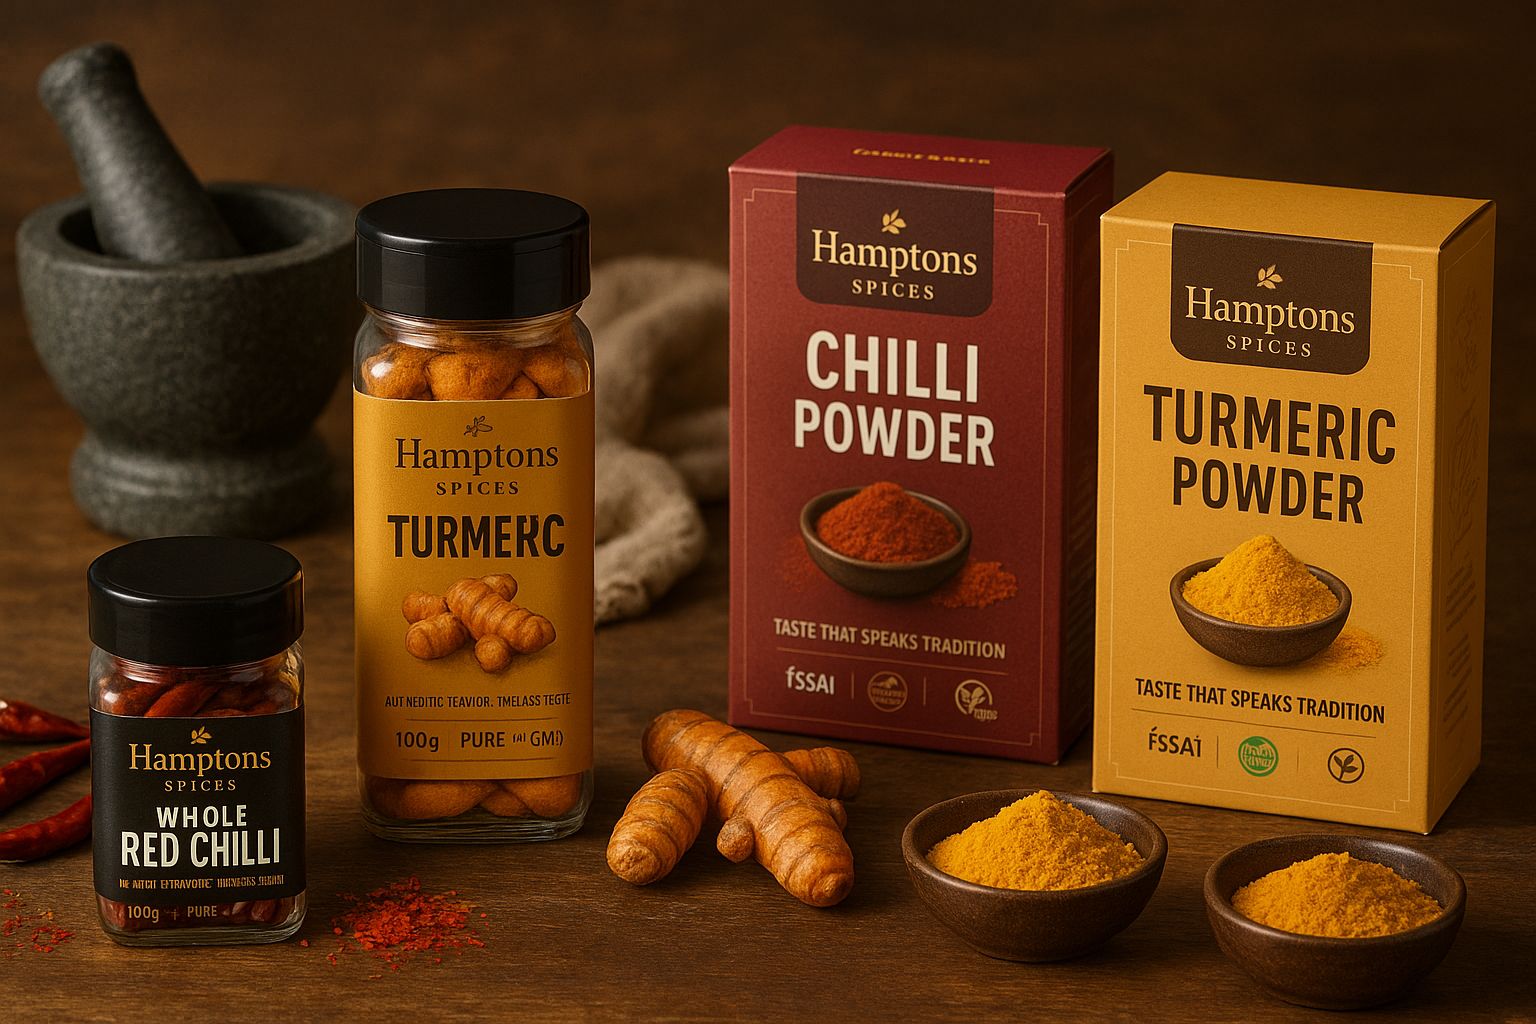 Hamptons
SPICES
WHOLE
RED CHILLI
100g
PURE
Hamptons
SPICES
TURMERIC
100g
PURE
Hamptons
SPICES
CHILLI
POWDER
TASTE THAT SPEAKS TRADITION
fSSAI
Hamptons
SPICES
TURMERIC
POWDER
TASTE THAT SPEAKS TRADITION